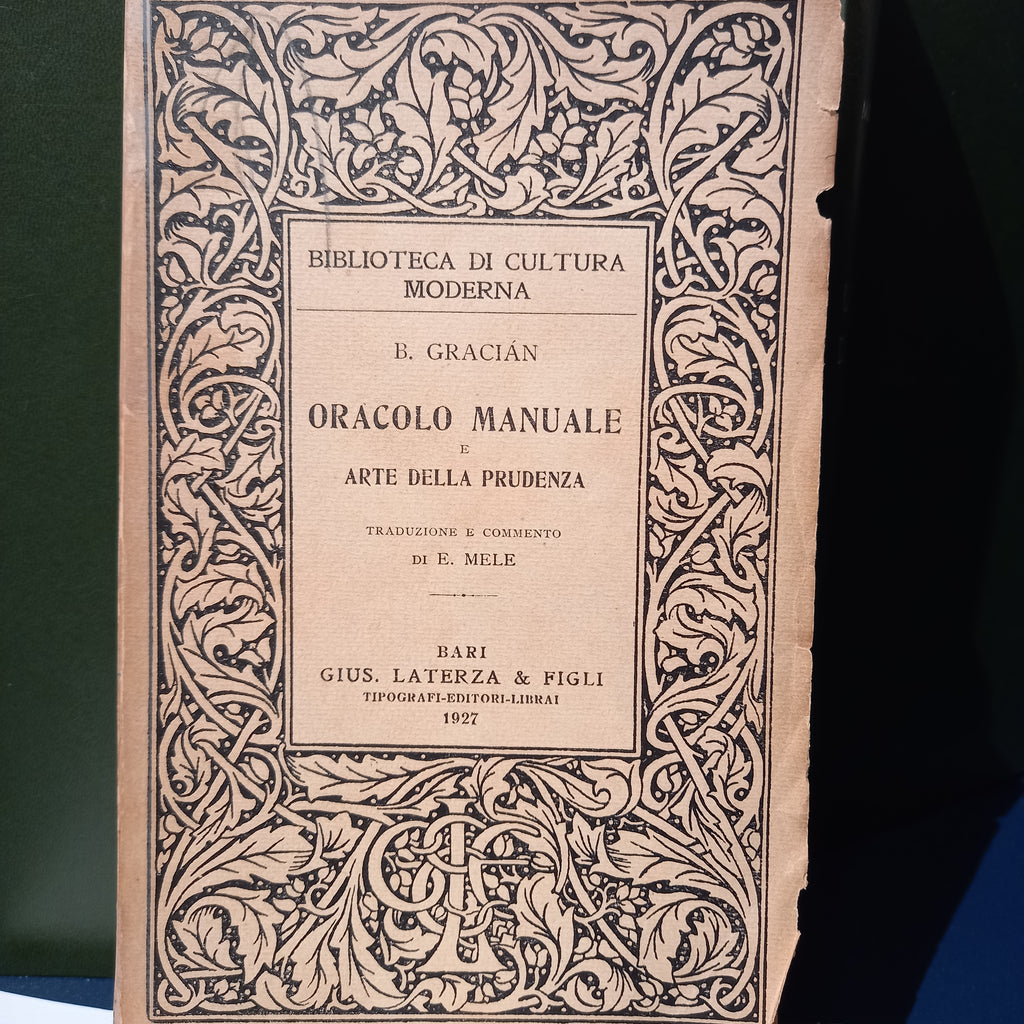 BIBLIOTECA DI CULTURA
MODERNA
B. GRACIÁN
ORACOLO MANUALE
E
ARTE DELLA PRUDENZA
TRADUZIONE E COMMENTO
DI E. MELE
BARI
GIUS. LATERZA & FIGLI
TIPOGRAFI-EDITORI-LIBRAI
1927